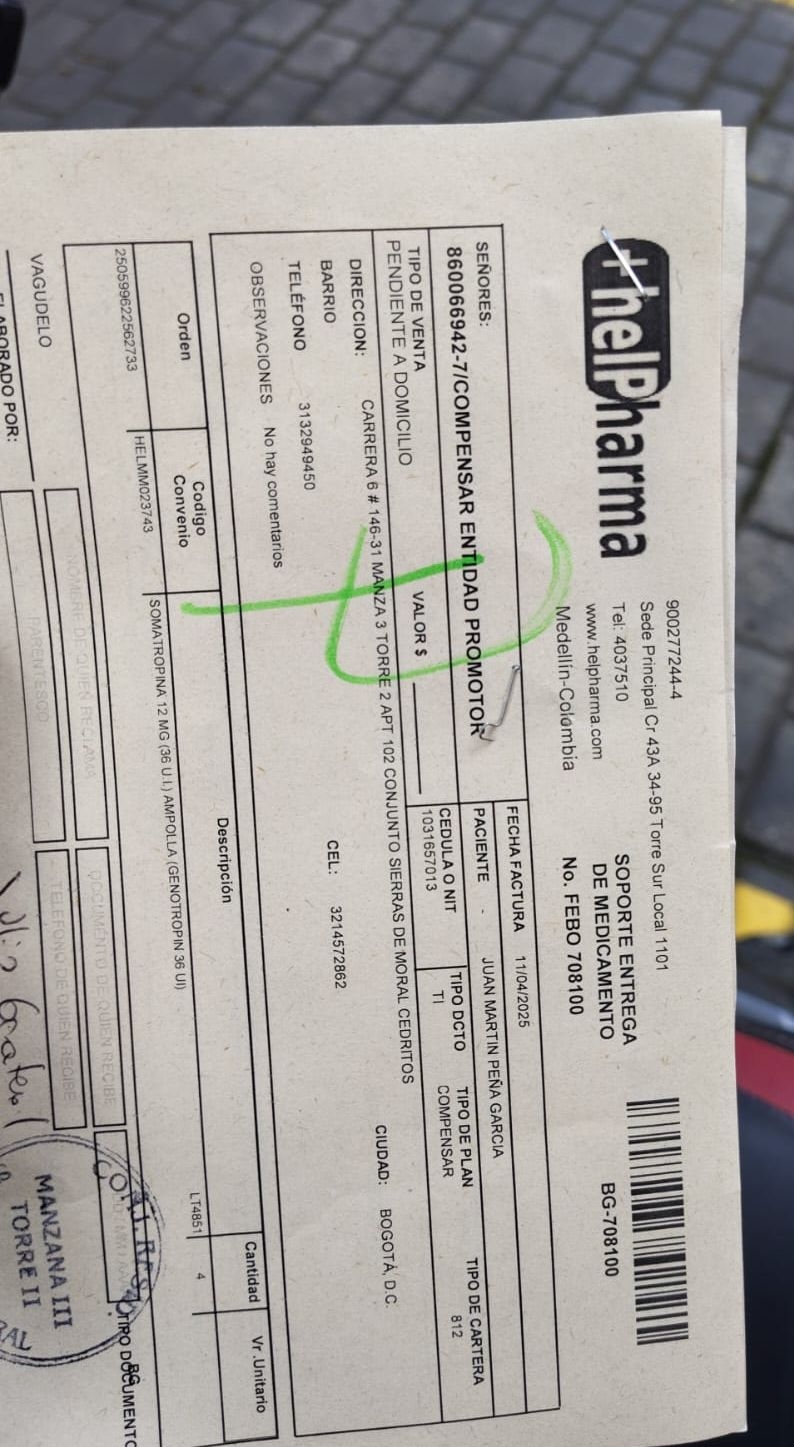 +helPharma
900277244-4
Sede Principal Cr 43A 34-95 Torre Sur Local 1101
Tel: 4037510
www.helpharma.com
Medellín-Colombia
SOPORTE ENTREGA
DE MEDICAMENTO
No. FEBO 708100
BG-708100
SEÑORES:
860066942-7/COMPENSAR ENTIDAD PROMOTOR
FECHA FACTURA 11/04/2025
PACIENTE - JUAN MARTIN PEÑA GARCIA
CEDULA O NIT TIPO DCTO TIPO DE PLAN TIPO DE CARTERA
1031657013 TI COMPENSAR 812
TIPO DE VENTA VALOR $
PENDIENTE A DOMICILIO
DIRECCION: CARRERA 6 # 146-31 MANZA 3 TORRE 2 APT 102 CONJUNTO SIERRAS DE MORAL CEDRITOS
BARRIO CIUDAD: BOGOTÁ, D.C.
TELÉFONO 3132949450 CEL: 3214572862
OBSERVACIONES No hay comentarios
Orden Codigo Convenio Descripción Cantidad Vr .Unitario
250599622562733 HELMM023743 SOMATROPINA 12 MG (36 U.I.) AMPOLLA (GENOTROPIN 36 UI) LT4851 4
NOMBRE DE QUIEN RECLAMA DOCUMENTO DE QUIEN RECIBE TIPO DOCUMENTO
PARENTESCO TELEFONO DE QUIEN RECIBE
VAGUDELO
ELABORADO POR:
MANZANA III
TORRE II